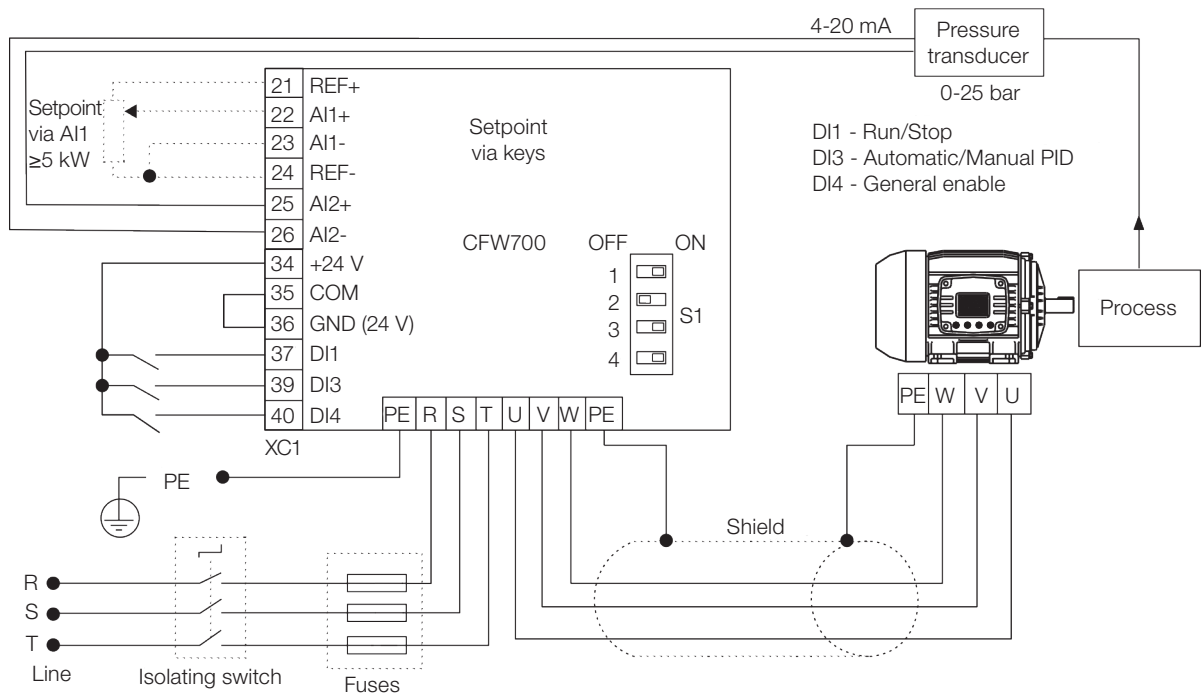 4-20 mA
Pressure
transducer
0-25 bar
Setpoint
via AI1
≥5 kW
21 REF+
22 AI1+
23 AI1-
24 REF-
25 AI2+
26 AI2-
34 +24 V
35 COM
36 GND (24 V)
37 DI1
39 DI3
40 DI4
XC1
Setpoint
via keys
CFW700
OFF ON
1
2
3
4
S1
DI1 - Run/Stop
DI3 - Automatic/Manual PID
DI4 - General enable
Process
PE R S T U V W PE
PE W V U
PE
Shield
R
S
T
Line
Isolating switch
Fuses